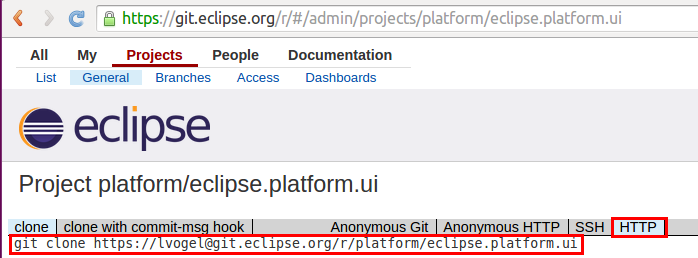 https://git.eclipse.org/r/#/admin/projects/platform/eclipse.platform.ui
All My Projects People Documentation
List General Branches Access Dashboards
eclipse
Project platform/eclipse.platform.ui
clone clone with commit-msg hook Anonymous Git Anonymous HTTP SSH HTTP
git clone https://lvogel@git.eclipse.org/r/platform/eclipse.platform.ui